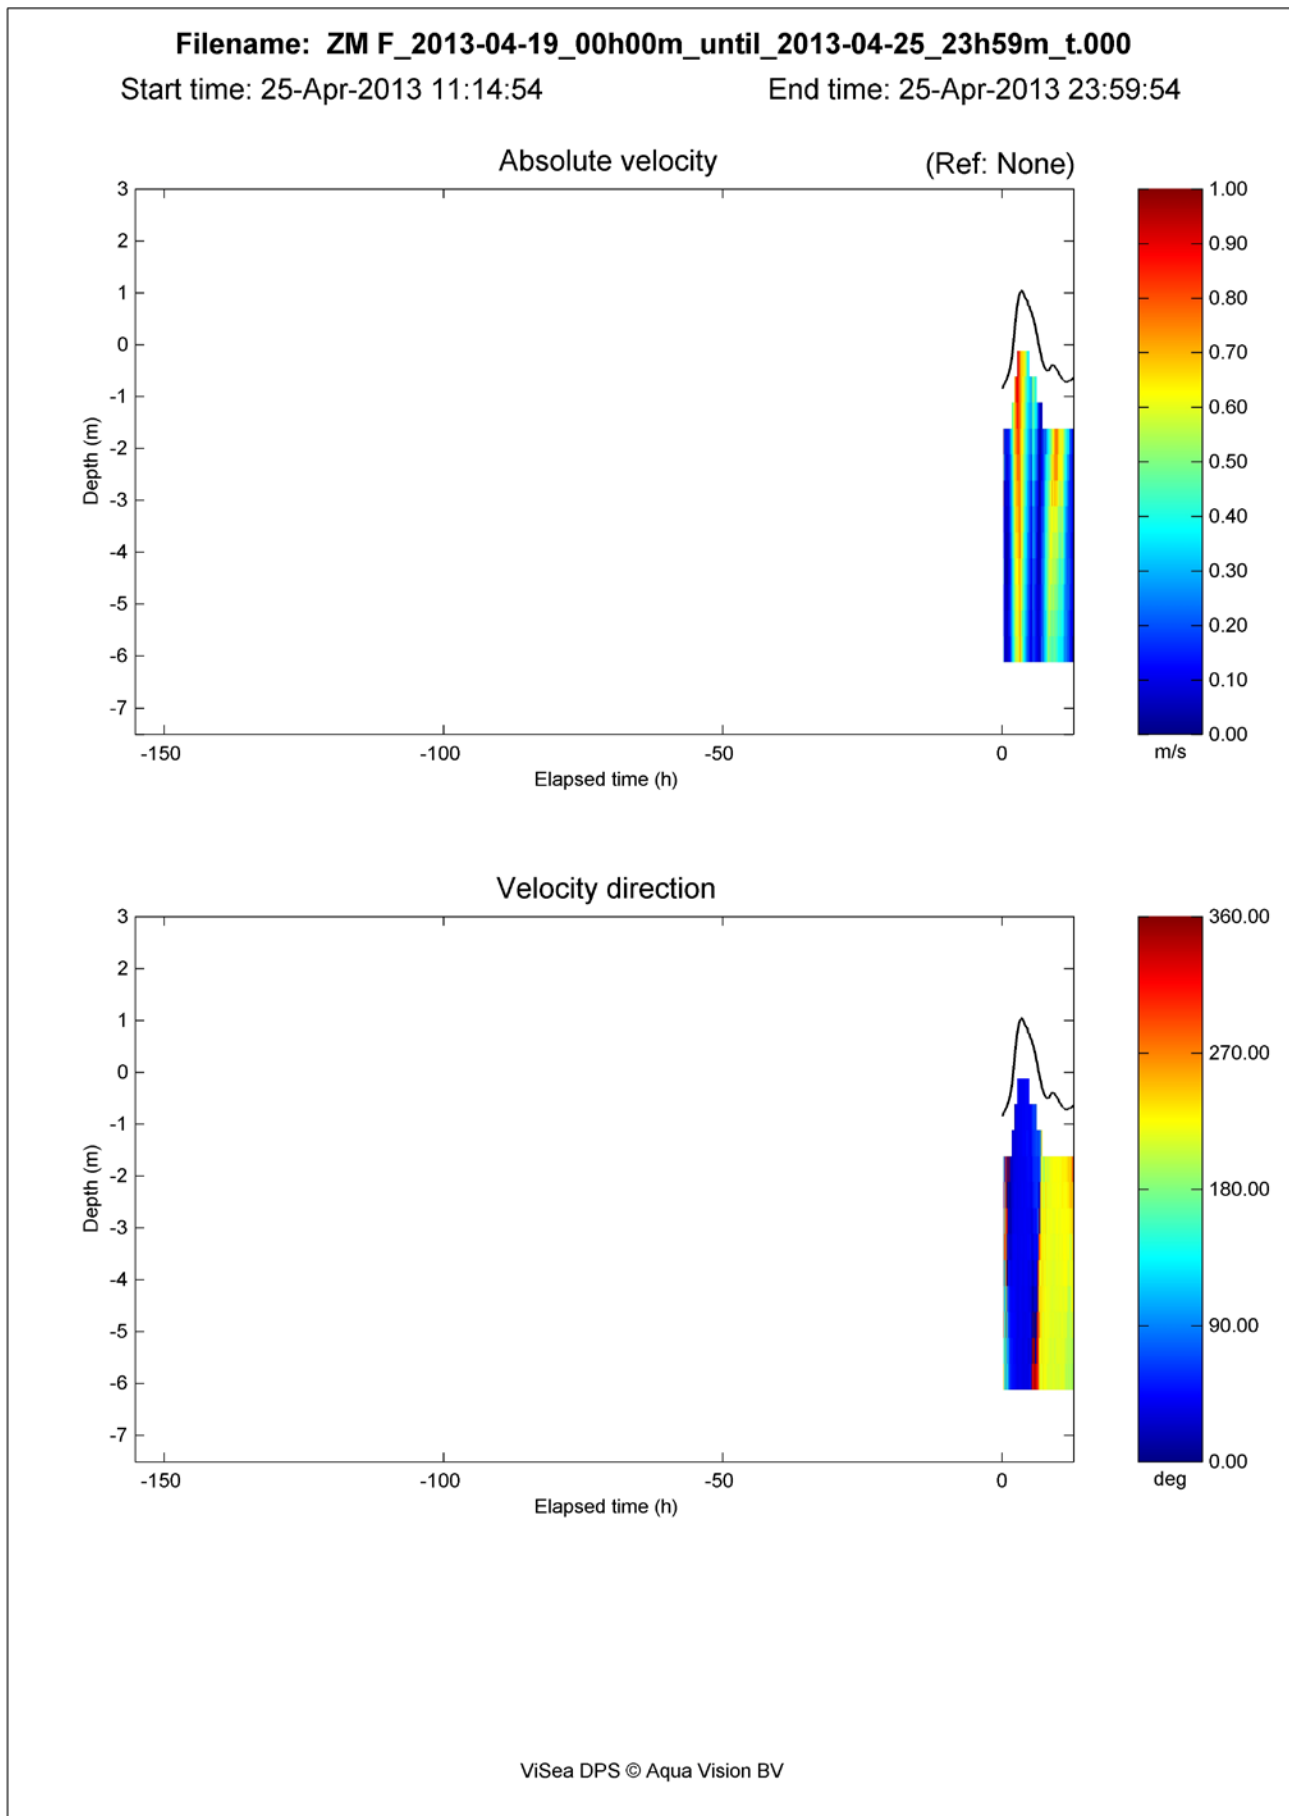 Filename: ZM F_2013-04-19_00h00m_until_2013-04-25_23h59m_t.000
Start time: 25-Apr-2013 11:14:54 End time: 25-Apr-2013 23:59:54
Absolute velocity (Ref: None)
3
2
1
0
-1
-2
-3
-4
-5
-6
-7
Depth (m)
-150 -100 -50 0
Elapsed time (h)
1.00
0.90
0.80
0.70
0.60
0.50
0.40
0.30
0.20
0.10
0.00
m/s
Velocity direction
3
2
1
0
-1
-2
-3
-4
-5
-6
-7
Depth (m)
-150 -100 -50 0
Elapsed time (h)
360.00
270.00
180.00
90.00
0.00
deg
ViSea DPS © Aqua Vision BV